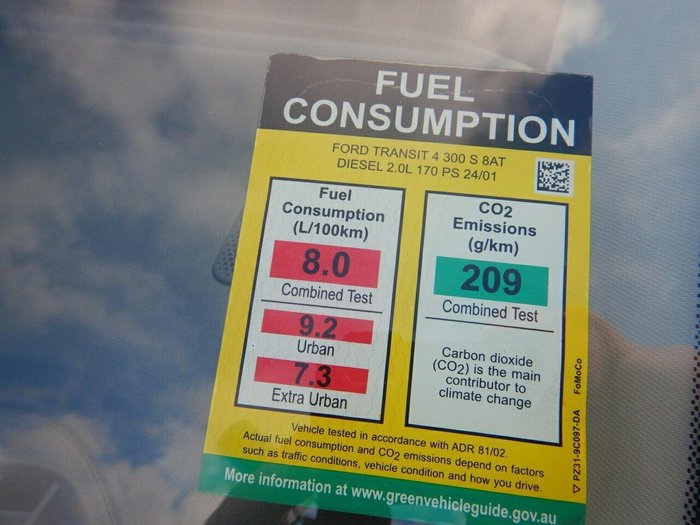 FUEL
CONSUMPTION
FORD TRANSIT 4 300 S 8AT
DIESEL 2.0L 170 PS 24/01
Fuel
Consumption
(L/100km)
8.0
Combined Test
9.2
Urban
7.3
Extra Urban
CO2
Emissions
(g/km)
209
Combined Test
Carbon dioxide
(CO2) is the main
contributor to
climate change
Vehicle tested in accordance with ADR 81/02.
Actual fuel consumption and CO2 emissions depend on factors
such as traffic conditions, vehicle condition and how you drive.
More information at www.greenvehicleguide.gov.au
▽ PZ31-9C097-DA FoMoCo